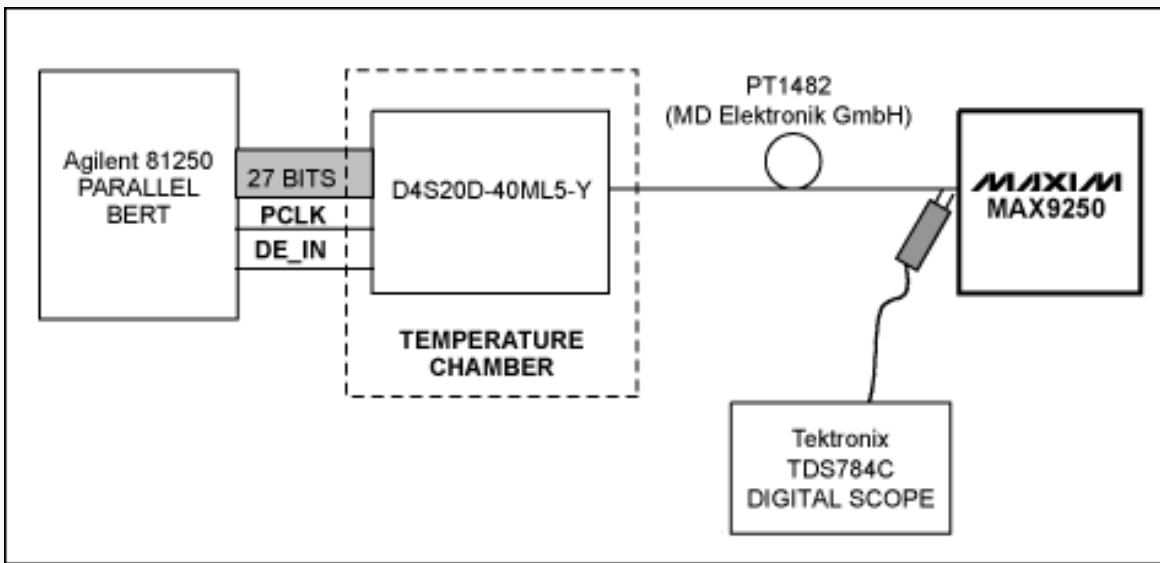 Agilent 81250
PARALLEL
BERT
27 BITS
PCLK
DE_IN
D4S20D-40ML5-Y
TEMPERATURE
CHAMBER
PT1482
(MD Elektronik GmbH)
MAXIM
MAX9250
Tektronix
TDS784C
DIGITAL SCOPE